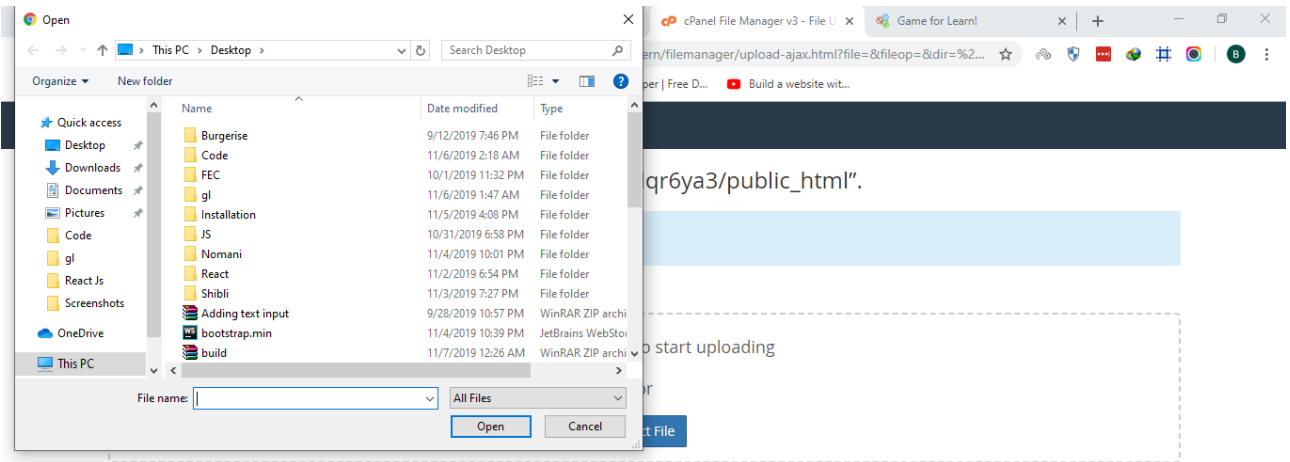 Open
cPanel File Manager v3 - File U
Game for Learn!
This PC > Desktop >
Search Desktop
ern/filemanager/upload-ajax.html?file=&fileop=&dir=%2...
B
Organize
New folder
per | Free D...
Build a website wit...
Name
Date modified
Type
Quick access
Desktop
Downloads
Documents
Pictures
Code
gl
React Js
Screenshots
OneDrive
This PC
Burgerise 9/12/2019 7:46 PM File folder
Code 11/6/2019 2:18 AM File folder
FEC 10/1/2019 11:32 PM File folder
gl 11/6/2019 1:47 AM File folder
Installation 11/5/2019 4:08 PM File folder
JS 10/31/2019 6:58 PM File folder
Nomani 11/4/2019 10:01 PM File folder
React 11/2/2019 6:54 PM File folder
Shibli 11/3/2019 7:27 PM File folder
Adding text input 9/28/2019 10:57 PM WinRAR ZIP archi
bootstrap.min 11/4/2019 10:39 PM JetBrains WebStor
build 11/7/2019 12:26 AM WinRAR ZIP archi
File name:
All Files
Open
Cancel
lqr6ya3/public_html”.
o start uploading
or
ct File